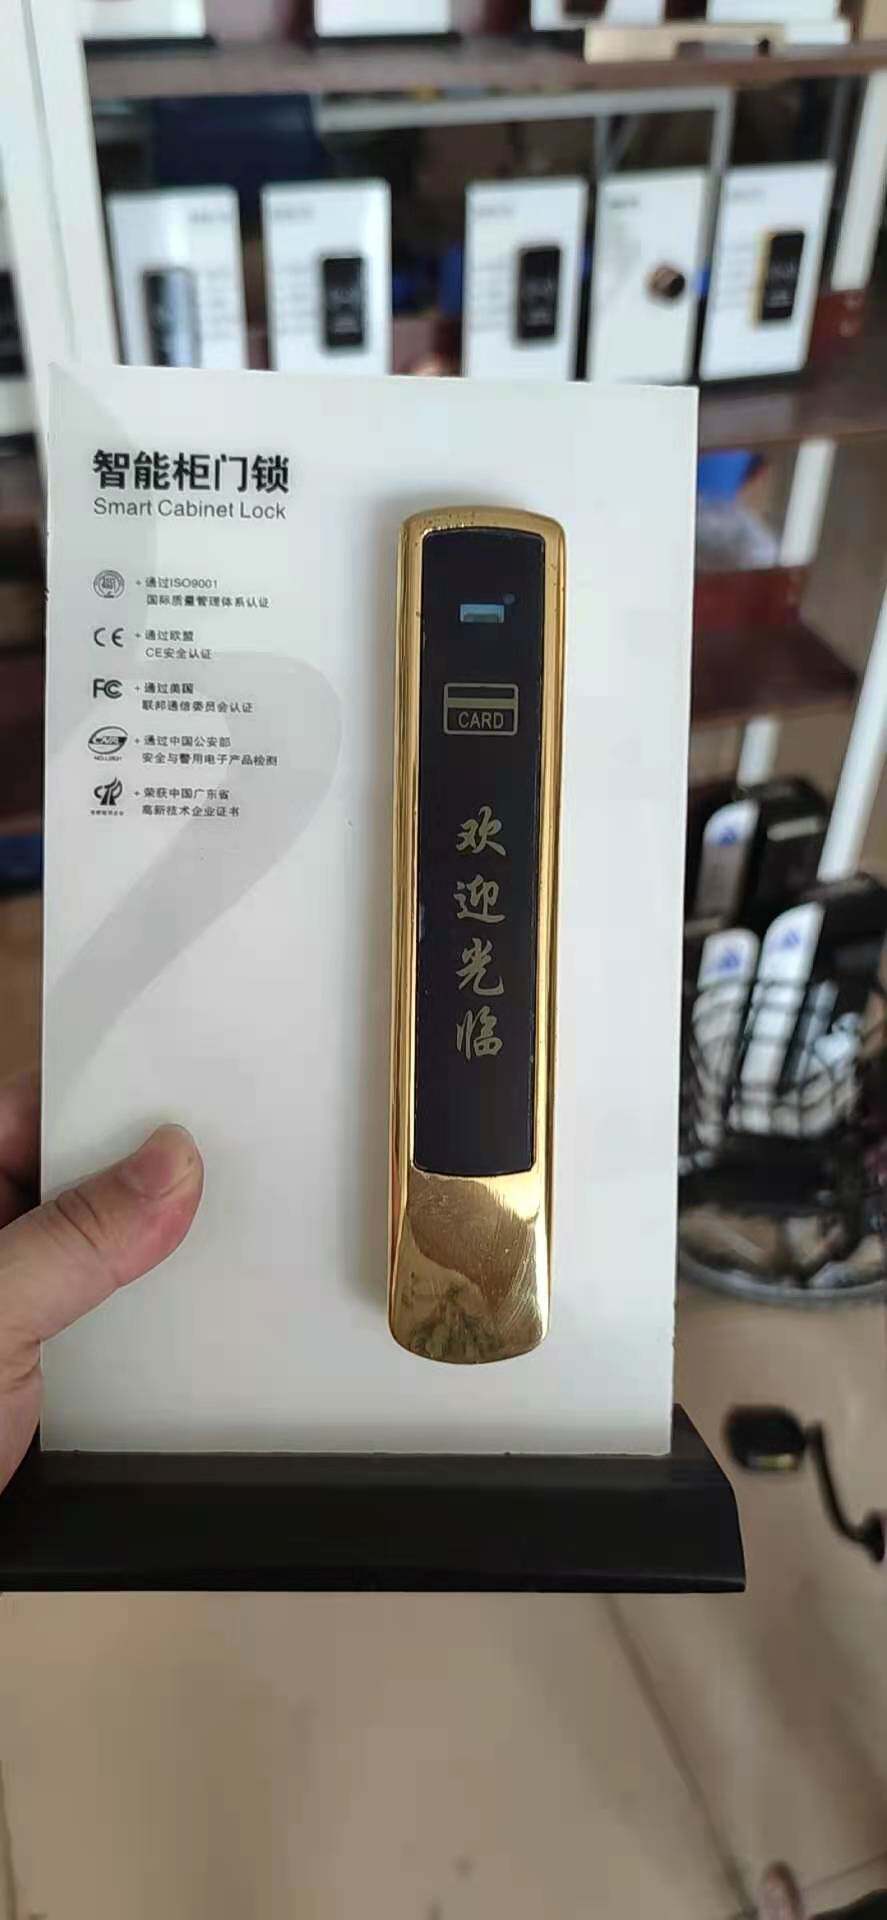 智能柜门锁
Smart Cabinet Lock
+ 通过ISO9001
国际质量管理体系认证
CE
+ 通过欧盟
CE安全认证
FC
+ 通过美国
联邦通信委员会认证
+ 通过中国公安部
安全与警用电子产品检测
+ 荣获中国广东省
高新技术企业证书
CARD
欢迎光临